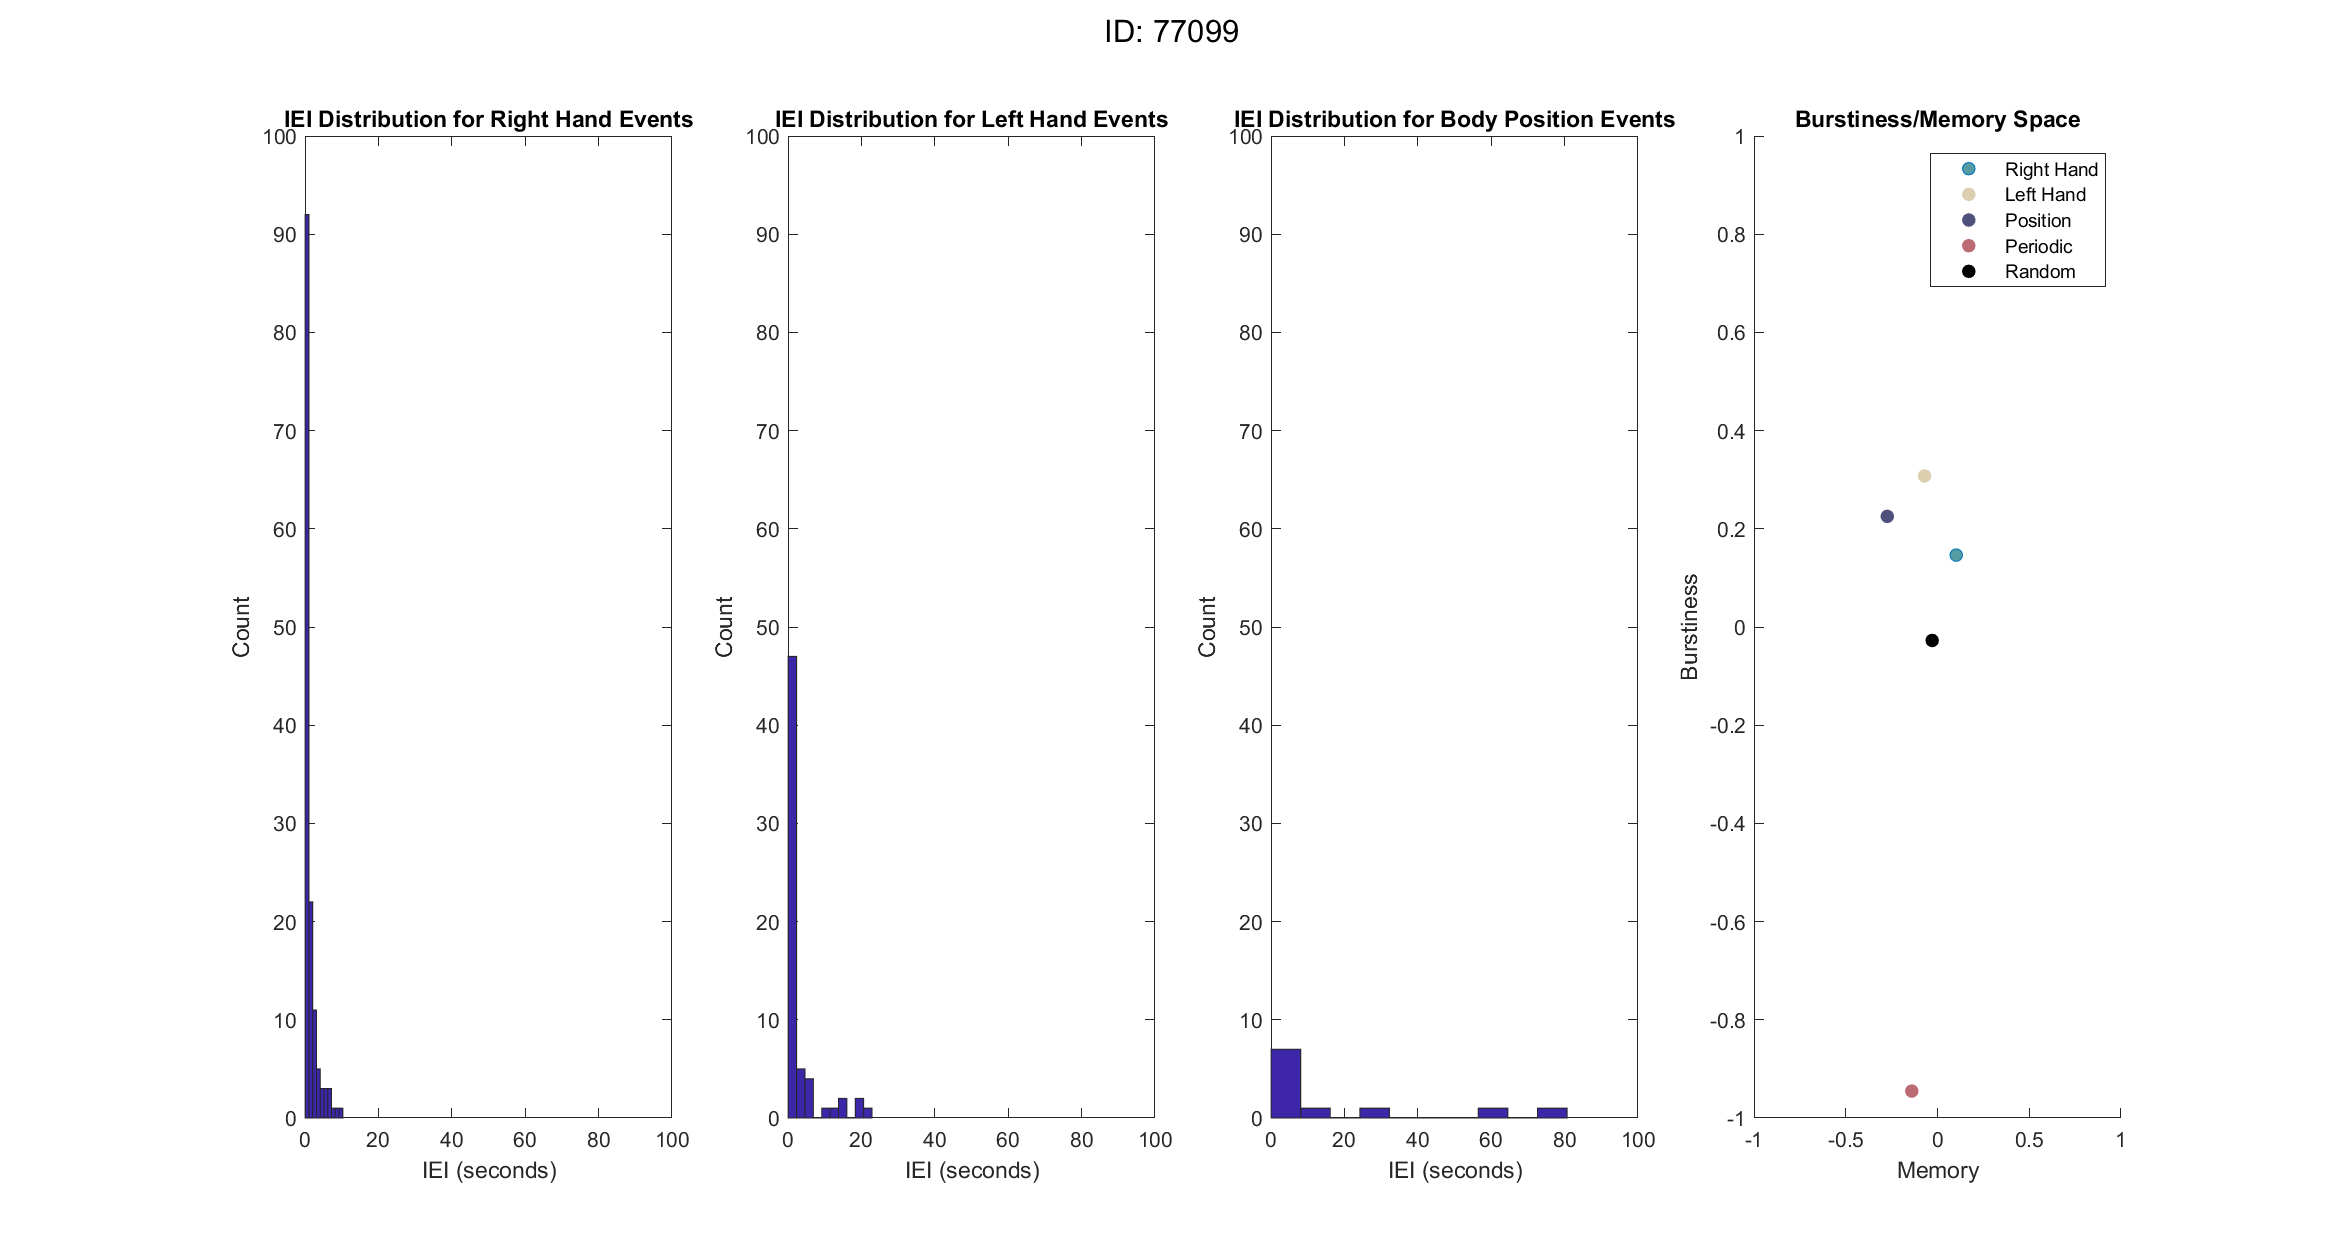 ID: 77099
IEI Distribution for Right Hand Events
100
90
80
70
60
50
40
30
20
10
0
Count
0 20 40 60 80 100
IEI (seconds)
IEI Distribution for Left Hand Events
100
90
80
70
60
50
40
30
20
10
0
Count
0 20 40 60 80 100
IEI (seconds)
IEI Distribution for Body Position Events
100
90
80
70
60
50
40
30
20
10
0
Count
0 20 40 60 80 100
IEI (seconds)
Burstiness/Memory Space
Right Hand
Left Hand
Position
Periodic
Random
1
0.8
0.6
0.4
0.2
0
-0.2
-0.4
-0.6
-0.8
-1
Burstiness
-1 -0.5 0 0.5 1
Memory